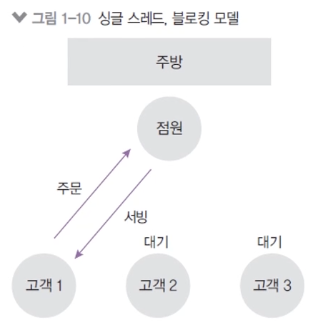 그림 1-10 싱글 스레드, 블로킹 모델
주방
점원
주문
서빙
대기
대기
고객 1
고객 2
고객 3